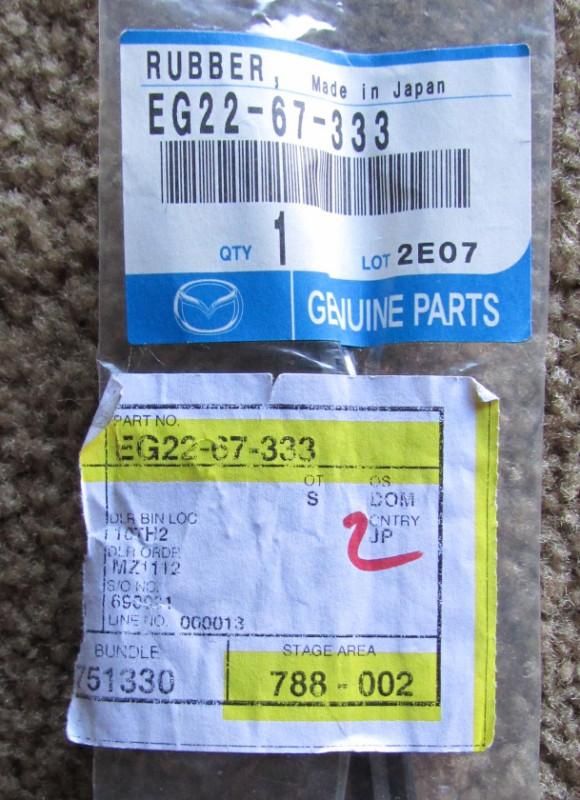 RUBBER, Made in Japan
EG22-67-333
QTY 1 LOT 2E07
GENUINE PARTS
PART NO.
EG22-67-333
OT OS
S DOM
DLR BIN LOC CNTRY
2 JP
DLR ORDR
MZ1112
S/O NO.
LINE NO. 000013
BUNDLE STAGE AREA
751330 788-002